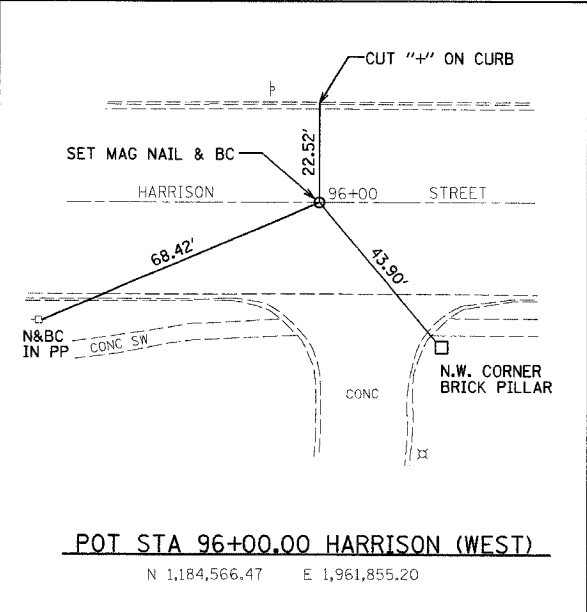 CUT "+" ON CURB
22.52'
SET MAG NAIL & BC
HARRISON 96+00 STREET
68.42'
43.90'
N&BC
IN PP
CONC SW
N.W. CORNER
BRICK PILLAR
CONC
POT STA 96+00.00 HARRISON (WEST)
N 1,184,566.47 E 1,961,855.20